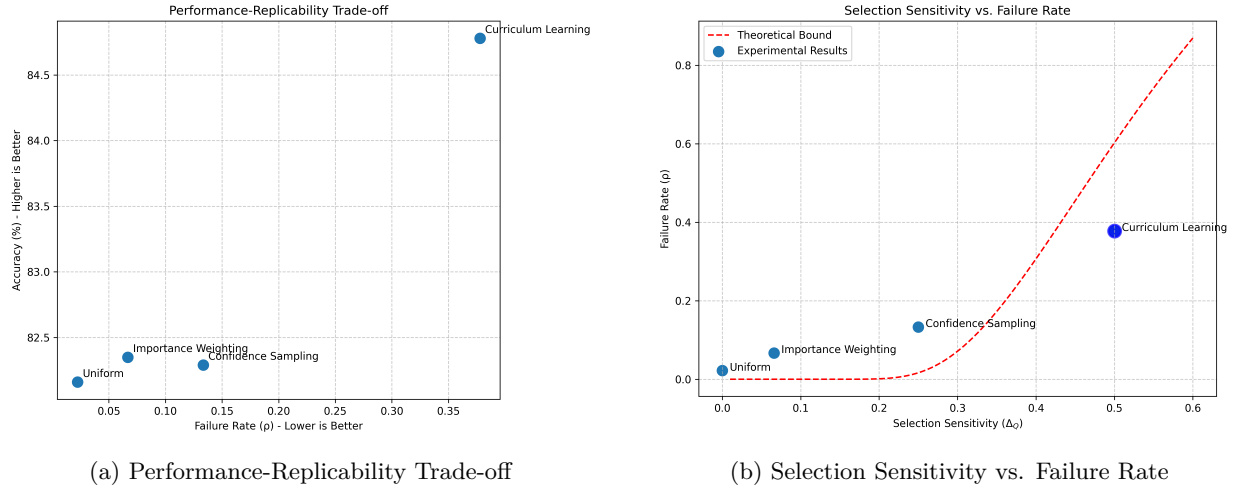 Performance-Replicability Trade-off
Curriculum Learning
84.5
84.0
83.5
83.0
82.5
Accuracy (%) - Higher is Better
Importance Weighting
Confidence Sampling
Uniform
0.05 0.10 0.15 0.20 0.25 0.30 0.35
Failure Rate (ρ) - Lower is Better
(a) Performance-Replicability Trade-off
Selection Sensitivity vs. Failure Rate
Theoretical Bound
Experimental Results
0.8
0.6
0.4
0.2
0.0
Failure Rate (ρ)
Curriculum Learning
Confidence Sampling
Importance Weighting
Uniform
0.0 0.1 0.2 0.3 0.4 0.5 0.6
Selection Sensitivity (Δ_Q)
(b) Selection Sensitivity vs. Failure Rate